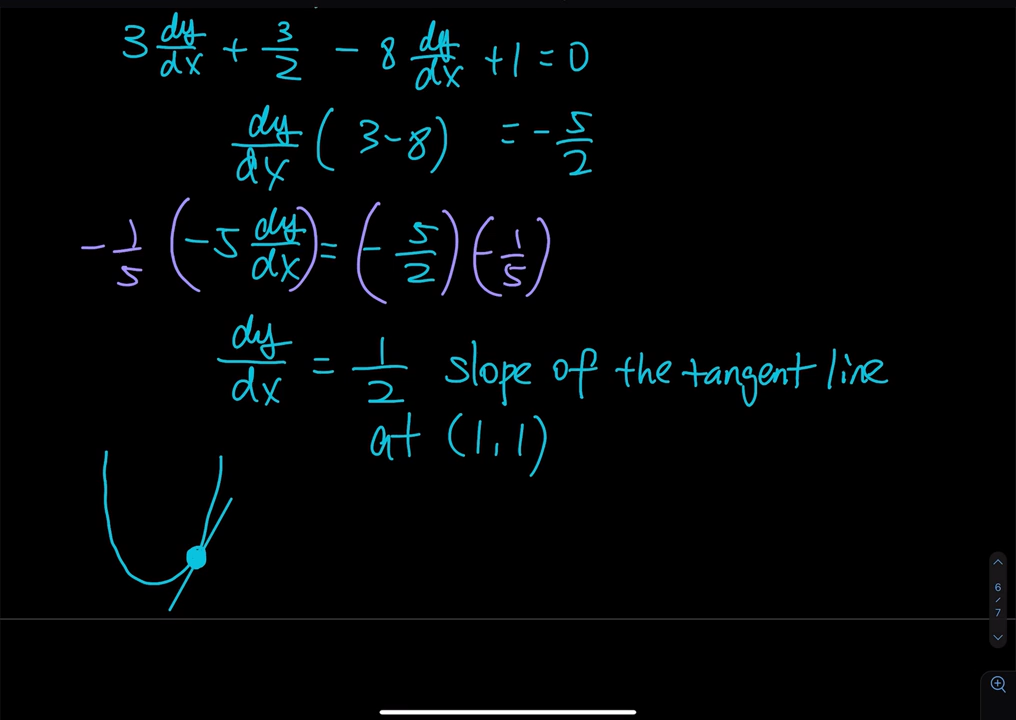 3 dy/dx + 3/2 - 8 dy/dx + 1 = 0
dy/dx ( 3 - 8 ) = - 5/2
- 1/5 ( - 5 dy/dx ) = ( - 5/2 ) ( - 1/5 )
dy/dx = 1/2 slope of the tangent line
at (1, 1)
6
/
7